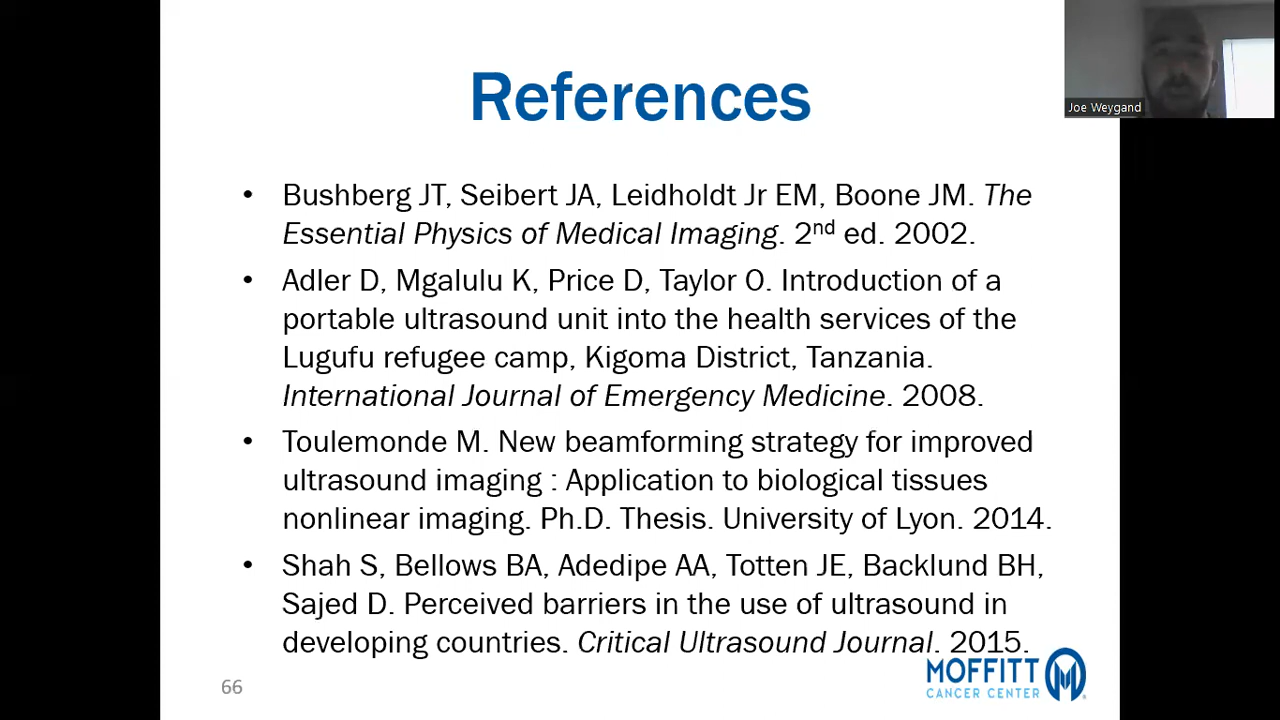 References
Joe Weygand
• Bushberg JT, Seibert JA, Leidholdt Jr EM, Boone JM. The
Essential Physics of Medical Imaging. 2nd ed. 2002.
• Adler D, Mgalulu K, Price D, Taylor O. Introduction of a
portable ultrasound unit into the health services of the
Lugufu refugee camp, Kigoma District, Tanzania.
International Journal of Emergency Medicine. 2008.
• Toulemonde M. New beamforming strategy for improved
ultrasound imaging : Application to biological tissues
nonlinear imaging. Ph.D. Thesis. University of Lyon. 2014.
• Shah S, Bellows BA, Adedipe AA, Totten JE, Backlund BH,
Sajed D. Perceived barriers in the use of ultrasound in
developing countries. Critical Ultrasound Journal. 2015.
66
MOFFITT
CANCER CENTER